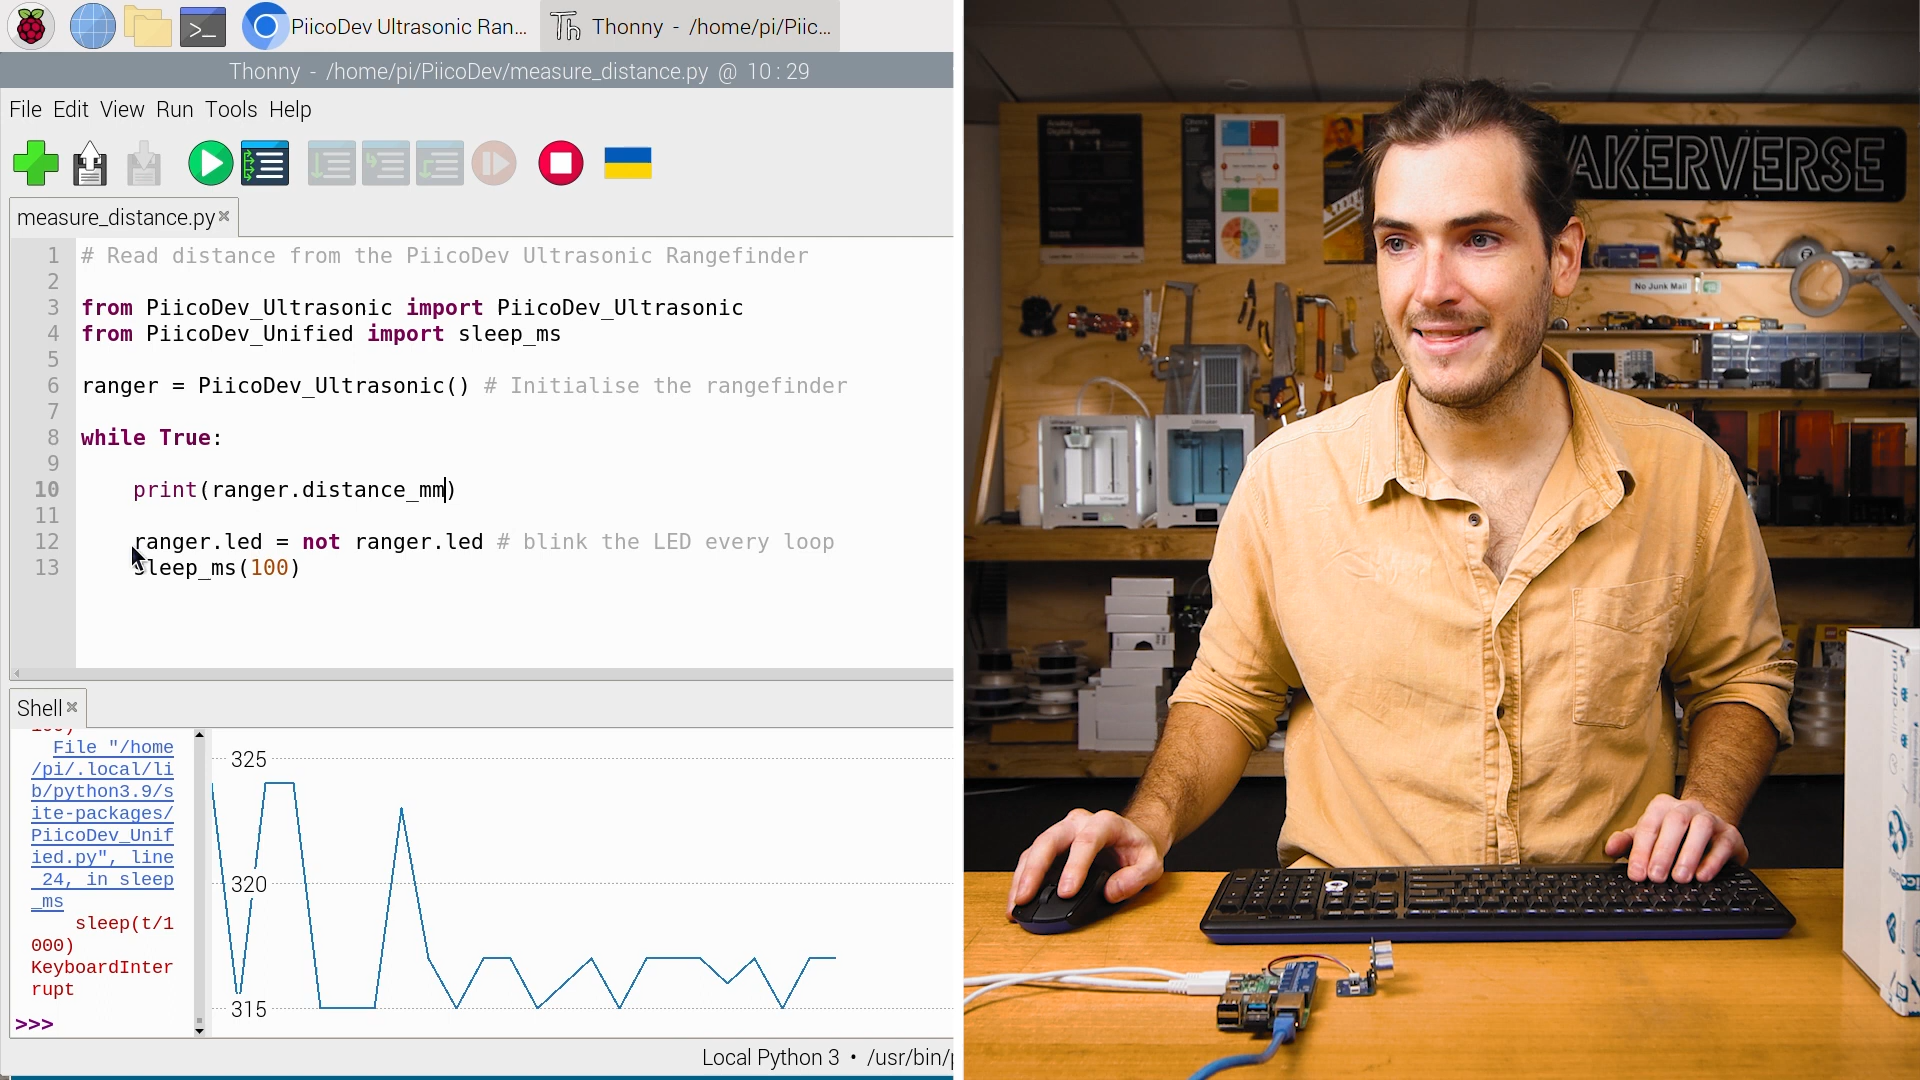 PiicoDev Ultrasonic Ran...
Thonny - /home/pi/Piic...
Thonny - /home/pi/PiicoDev/measure_distance.py @ 10 : 29
File Edit View Run Tools Help
measure_distance.py
1 # Read distance from the PiicoDev Ultrasonic Rangefinder
2
3 from PiicoDev_Ultrasonic import PiicoDev_Ultrasonic
4 from PiicoDev_Unified import sleep_ms
5
6 ranger = PiicoDev_Ultrasonic() # Initialise the rangefinder
7
8 while True:
9
10 print(ranger.distance_mm)
11
12 ranger.led = not ranger.led # blink the LED every loop
13 sleep_ms(100)
Shell
File "/home
/pi/.local/li
b/python3.9/s
ite-packages/
PiicoDev_Unif
ied.py", line
24, in sleep
_ms
sleep(t/1
000)
KeyboardInter
rupt
>>>
325
320
315
Local Python 3 • /usr/bin/
AKERVERSE
No Junk Mail